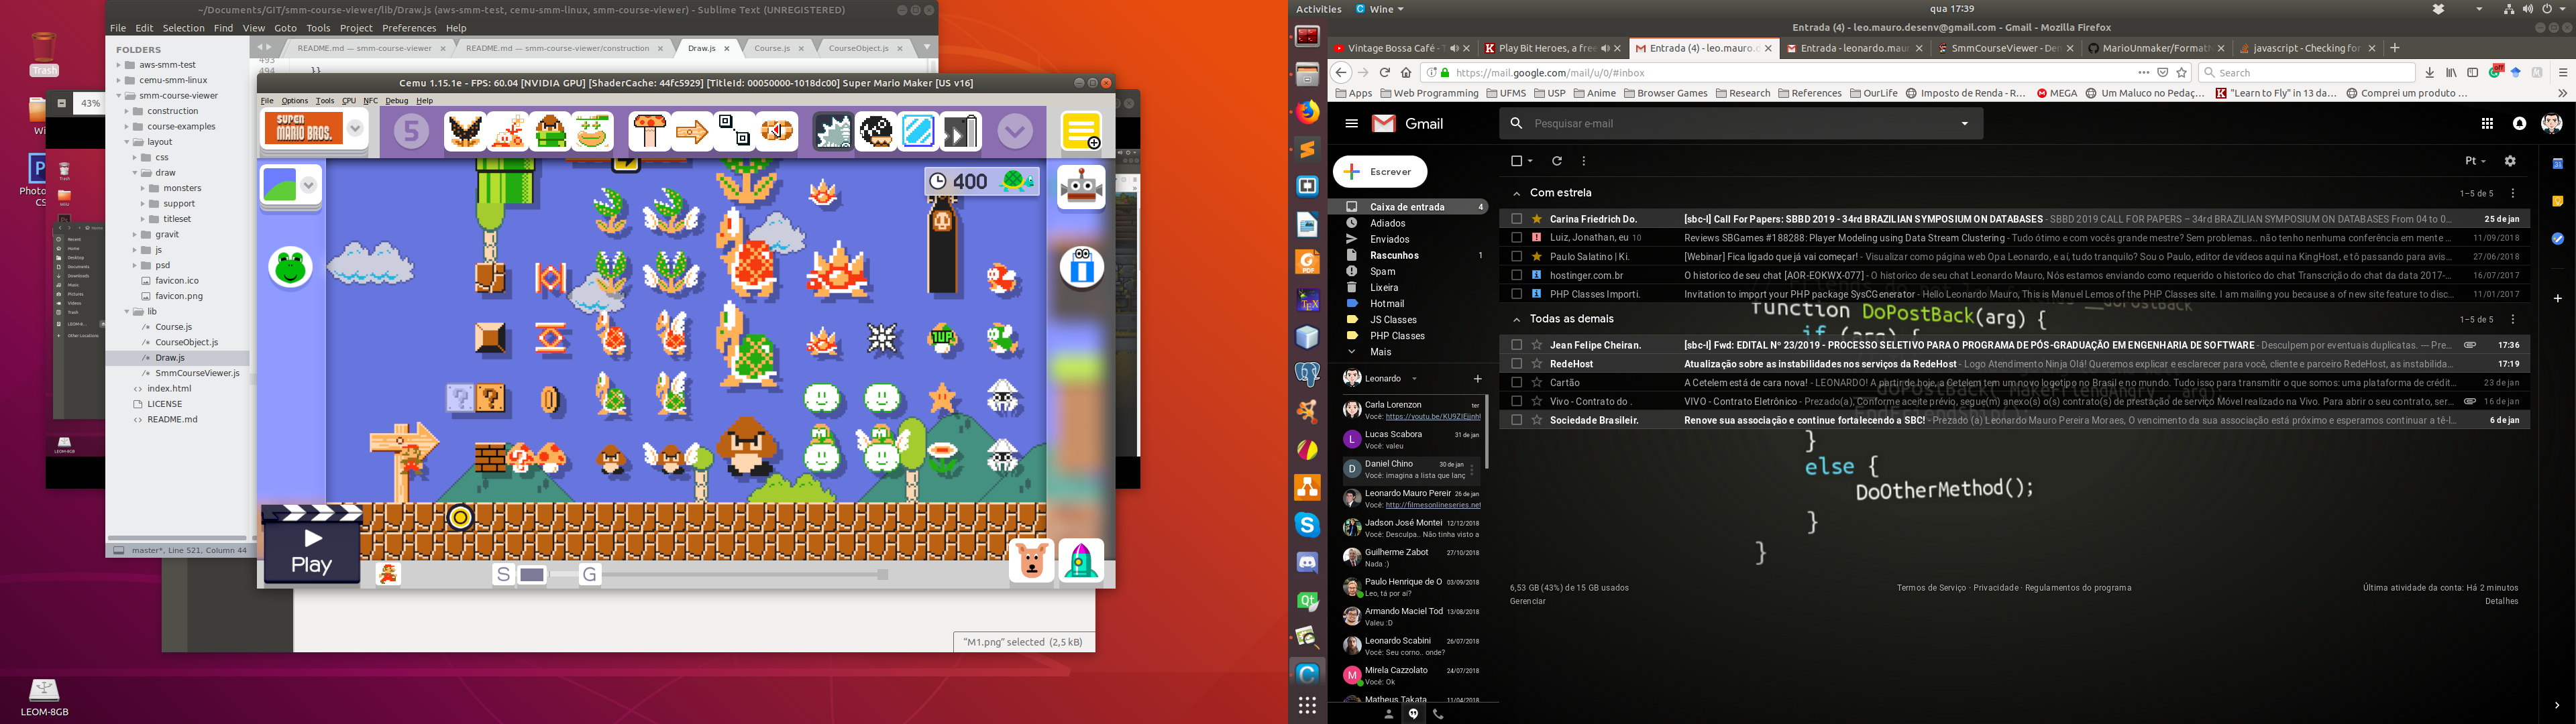 ~/Documents/GIT/smm-course-viewer/lib/Draw.js (aws-smm-test, cemu-smm-linux, smm-course-viewer) - Sublime Text (UNREGISTERED)
File Edit Selection Find View Goto Tools Project Preferences Help
FOLDERS
aws-smm-test
cemu-smm-linux
smm-course-viewer
construction
course-examples
layout
css
draw
monsters
support
titleset
gravit
js
psd
favicon.ico
favicon.png
lib
Course.js
CourseObject.js
Draw.js
SmmCourseViewer.js
index.html
LICENSE
README.md
master*, Line 521, Column 44
README.md — smm-course-viewer
README.md — smm-course-viewer/construction
Draw.js
Course.js
CourseObject.js
493
494 }}
Trash
43%
LEOM-8GB
Cemu 1.15.1e - FPS: 60.04 [NVIDIA GPU] [ShaderCache: 44fc5929] [TitleId: 00050000-1018dc00] Super Mario Maker [US v16]
File Options Tools CPU NFC Debug Help
SUPER MARIO BROS.
5
400
1UP
Play
S G
"M1.png" selected (2,5 kB)
Activities Wine qua 17:39
Entrada (4) - leo.mauro.desenv@gmail.com - Gmail - Mozilla Firefox
Vintage Bossa Café - T
Play Bit Heroes, a free
Entrada (4) - leo.mauro.d
Entrada - leonardo.maur
SmmCourseViewer - Der
MarioUnmaker/Format
javascript - Checking for
https://mail.google.com/mail/u/0/#inbox
Search
Apps Web Programming UFMS USP Anime Browser Games Research References OurLife Imposto de Renda - R... MEGA Um Maluco no Pedaç... "Learn to Fly" in 13 da... Comprei um produto ...
Gmail
Pesquisar e-mail
Escrever
Caixa de entrada 4
Adiados
Enviados
Rascunhos 1
Spam
Lixeira
Hotmail
JS Classes
PHP Classes
Mais
Pt
Com estrela 1–5 de 5
Carina Friedrich Do. [sbc-l] Call For Papers: SBBD 2019 - 34rd BRAZILIAN SYMPOSIUM ON DATABASES - SBBD 2019 CALL FOR PAPERS – 34rd BRAZILIAN SYMPOSIUM ON DATABASES From 04 to 0... 25 de jan
Luiz, Jonathan, eu 10 Reviews SBGames #188288: Player Modeling using Data Stream Clustering - Tudo ótimo e com vocês grande mestre? Sem problemas.. não tenho nenhuma conferência em mente ... 11/09/2018
Paulo Salatino | Ki. [Webinar] Fica ligado que já vai começar! - Visualizar como página web Opa Leonardo, e aí, tudo tranquilo? Sou o Paulo, editor de vídeos aqui na KingHost, e tô passando para avis... 27/06/2018
hostinger.com.br O historico de seu chat [AOR-EOKWX-077] - O historico de seu chat Leonardo Mauro, Nós estamos enviando como requerido o historico do chat Transcrição do chat da data 2017-... 16/07/2017
PHP Classes Importi. Invitation to import your PHP package SysCGenerator - Hello Leonardo Mauro, This is Manuel Lemos of the PHP Classes site. I am mailing you because a of new site feature to disc... 11/01/2017
function DoPostBack(arg) {
if (arg) {
Todas as demais 1–5 de 5
Jean Felipe Cheiran. [sbc-l] Fwd: EDITAL Nº 23/2019 - PROCESSO SELETIVO PARA O PROGRAMA DE PÓS-GRADUAÇÃO EM ENGENHARIA DE SOFTWARE - Desculpem por eventuais duplicatas. --- Pre... 17:36
RedeHost Atualização sobre as instabilidades nos serviços da RedeHost - Logo Atendimento Ninja Olá! Queremos explicar e esclarecer para você, cliente e parceiro RedeHost, as instabilida... 17:19
Cartão A Cetelem está de cara nova! - LEONARDO! A partir de hoje, a Cetelem tem um novo logotipo no Brasil e no mundo. Tudo isso para transmitir o que somos: uma plataforma de crédit... 23 de jan
Vivo - Contrato do . VIVO - Contrato Eletrônico - Prezado(a), Conforme aceite prévio, segue(m) anexo(s) o(s) contrato(s) de prestação de serviço Móvel realizado na Vivo. Para abrir o seu contrato, ser... 16 de jan
Sociedade Brasileir. Renove sua associação e continue fortalecendo a SBC! - Prezado (a) Leonardo Mauro Pereira Moraes, O vencimento da sua associação está próximo e esperamos continuar a tê-l... 6 de jan
}
else {
DoOtherMethod();
}
}
Leonardo
Carla Lorenzon ter
Lucas Scabora 31 de jan
Você: valeu
Daniel Chino 30 de jan
Você: imagina a lista que lanç
Leonardo Mauro Pereir 26 de jan
Você: http://filmesonlineseries.net
Jadson José Montei 12/12/2018
Você: Desculpa.. Não tinha visto a
Guilherme Zabot 27/10/2018
Nada :)
Paulo Henrique de O 03/09/2018
Leo, tá por aí?
Armando Maciel Tod 13/08/2018
Valeu :D
Leonardo Scabini 26/07/2018
Você: Seu corno.. onde?
Mirela Cazzolato 24/07/2018
Você: Ok
Matheus Takata 11/04/2018
6,53 GB (43%) de 15 GB usados
Gerenciar
Termos de Serviço · Privacidade · Regulamentos do programa
Última atividade da conta: Há 2 minutos
Detalhes